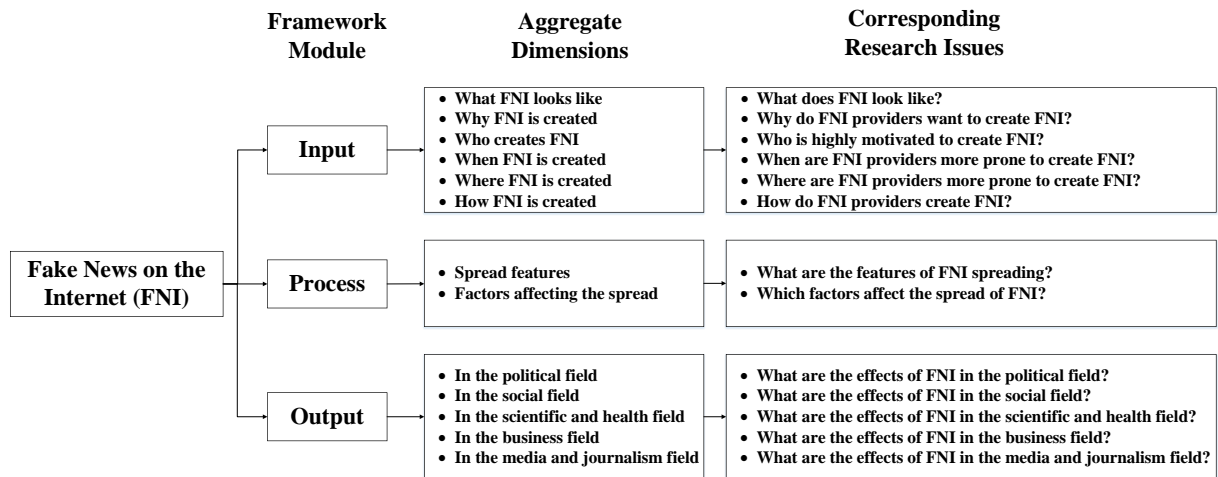 Framework
Module
Aggregate
Dimensions
Corresponding
Research Issues
Fake News on the
Internet (FNI)
Input
• What FNI looks like
• Why FNI is created
• Who creates FNI
• When FNI is created
• Where FNI is created
• How FNI is created
• What does FNI look like?
• Why do FNI providers want to create FNI?
• Who is highly motivated to create FNI?
• When are FNI providers more prone to create FNI?
• Where are FNI providers more prone to create FNI?
• How do FNI providers create FNI?
Process
• Spread features
• Factors affecting the spread
• What are the features of FNI spreading?
• Which factors affect the spread of FNI?
Output
• In the political field
• In the social field
• In the scientific and health field
• In the business field
• In the media and journalism field
• What are the effects of FNI in the political field?
• What are the effects of FNI in the social field?
• What are the effects of FNI in the scientific and health field?
• What are the effects of FNI in the business field?
• What are the effects of FNI in the media and journalism field?